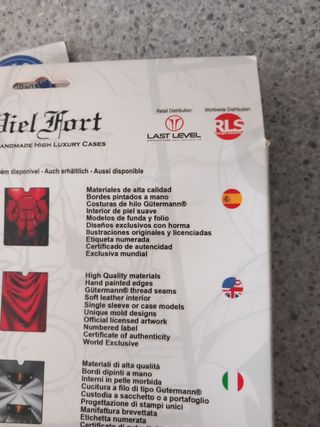 Piel Fort
HANDMADE HIGH LUXURY CASES
Retail Distribution:
LAST LEVEL
Worldwide Distribution:
RLS
disponivel - Auch erhältlich - Aussi disponible
Materiales de alta calidad
Bordes pintados a mano
Costuras de hilo Gütermann®
Interior de piel suave
Modelos de funda y folio
Diseños exclusivos con horma
Ilustraciones originales y licenciadas
Etiqueta numerada
Certificado de autencidad
Exclusiva mundial
High Quality materials
Hand painted edges
Gütermann® thread seams
Soft leather interior
Single sleeve or case models
Unique mold designs
Official licensed artwork
Numbered label
Certificate of authenticity
World Exclusive
Materiali di alta qualità
Bordi dipinti a mano
Interni in pelle morbida
Cucitura a filo di tipo Gutermann®
Custodia a sacchetto o a portafoglio
Progettazione di stampi unici
Manifattura brevettata
Etichetta numerata